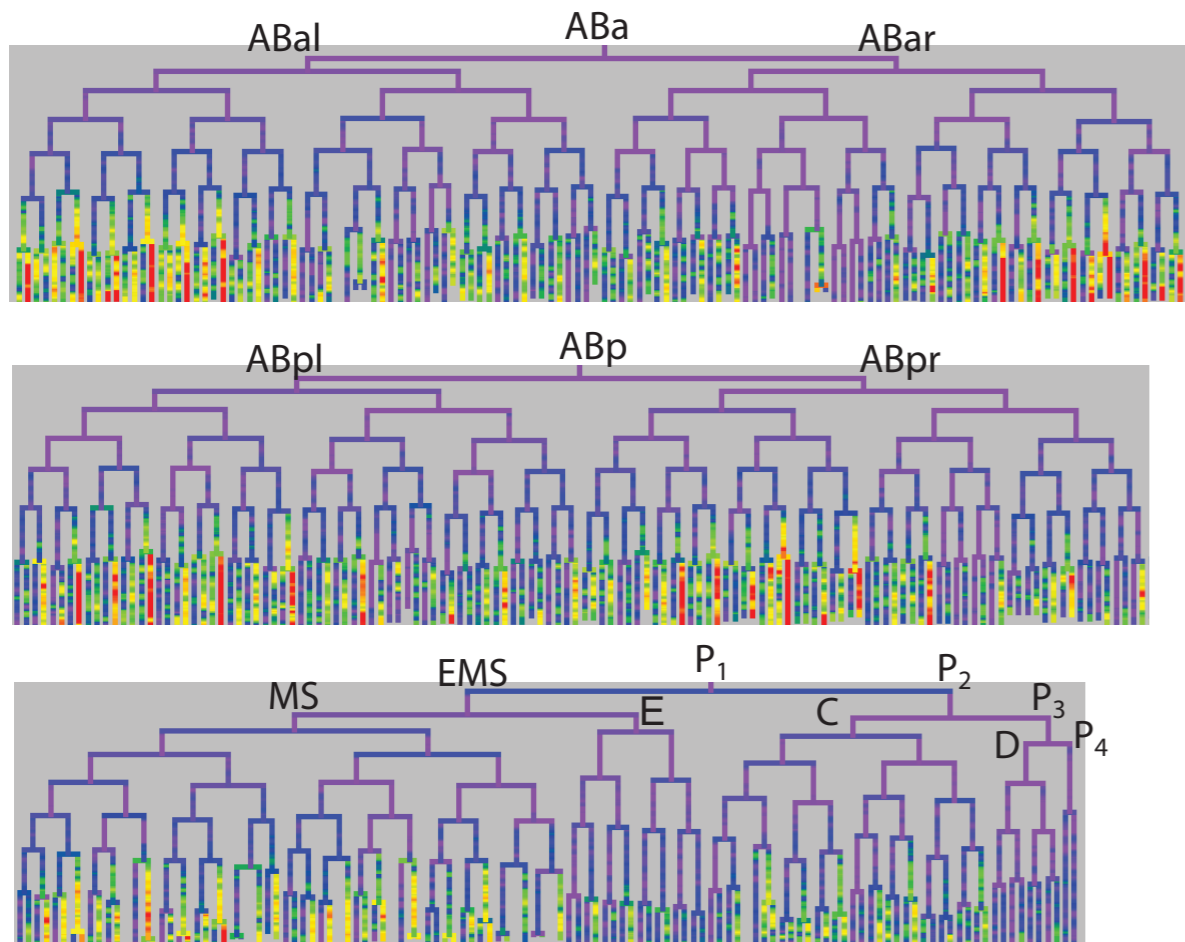 ABal ABa ABar
ABpl ABp ABpr
MS EMS P₁ P₂
E C P₃
D P₄